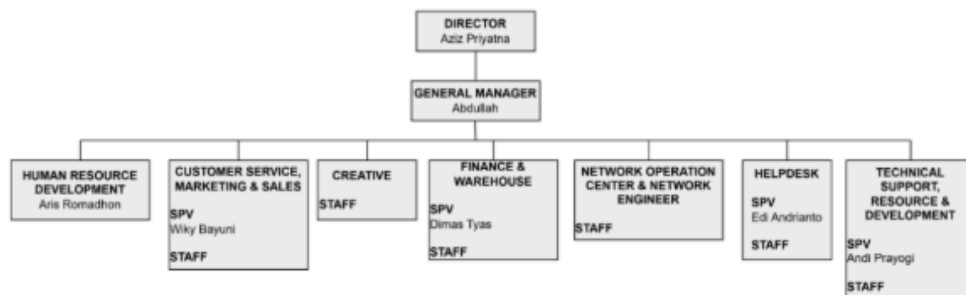 DIRECTOR
Aziz Priyatna
GENERAL MANAGER
Abdullah
HUMAN RESOURCE
DEVELOPMENT
Aris Romadhon
CUSTOMER SERVICE,
MARKETING & SALES
SPV
Wiky Bayuni
STAFF
CREATIVE
STAFF
FINANCE &
WAREHOUSE
SPV
Dimas Tyas
STAFF
NETWORK OPERATION
CENTER & NETWORK
ENGINEER
STAFF
HELPDESK
SPV
Edi Andrianto
STAFF
TECHNICAL
SUPPORT,
RESOURCE &
DEVELOPMENT
SPV
Andi Prayogi
STAFF